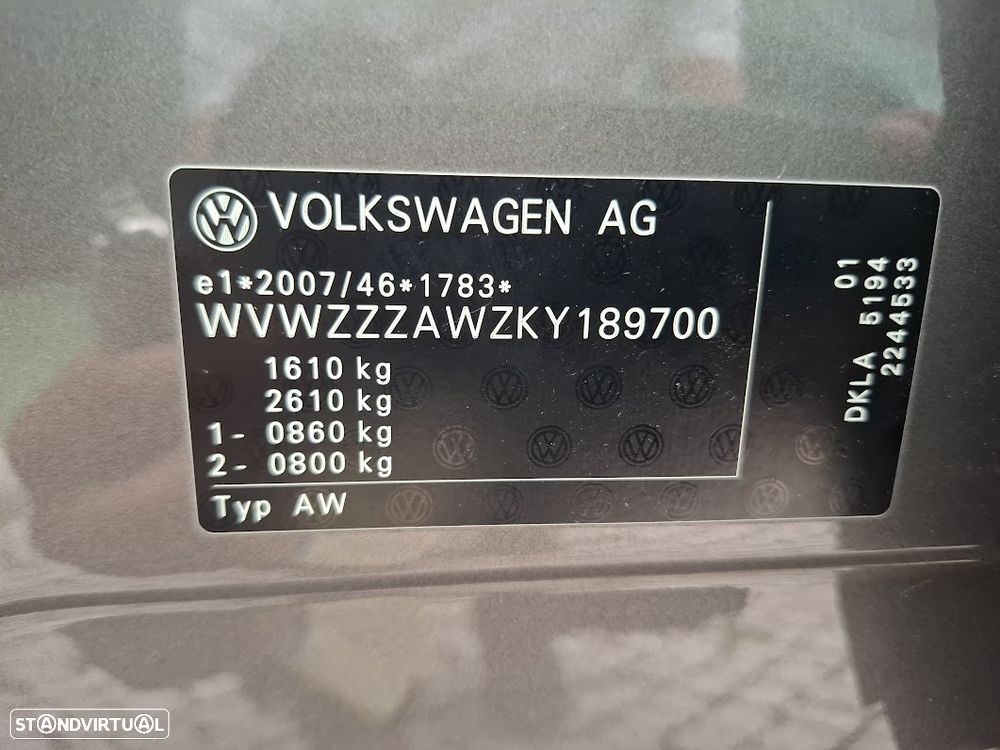 VOLKSWAGEN AG
e1*2007/46*1783*
WVWZZZAWZKY189700
1610 kg
2610 kg
1- 0860 kg
2- 0800 kg
Typ AW
01
DKLA 5194
2244533
STANDVIRTUAL